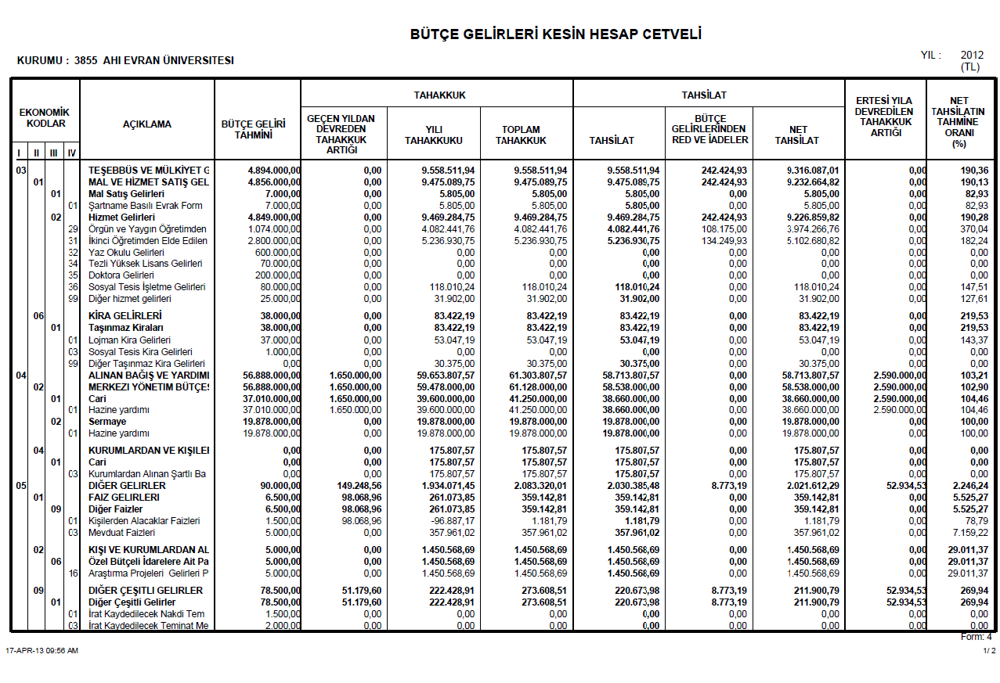 BÜTÇE GELİRLERİ KESİN HESAP CETVELİ
YIL : 2012
KURUMU : 3855 AHI EVRAN ÜNIVERSITESI
(TL)
EKONOMİK KODLAR AÇIKLAMA BÜTÇE GELİRİ TAHMİNİ TAHAKKUK TAHSİLAT ERTESİ YILA DEVREDİLEN TAHAKKUK ARTIĞI NET TAHSİLATIN TAHMİNE ORANI (%)
GEÇEN YILDAN DEVREDEN TAHAKKUK ARTIĞI YILI TAHAKKUKU TOPLAM TAHAKKUK TAHSİLAT BÜTÇE GELİRLERİNDEN RED VE İADELER NET TAHSİLAT
I II III IV
03 TEŞEBBÜS VE MÜLKİYET G 4.894.000,00 0,00 9.558.511,94 9.558.511,94 9.558.511,94 242.424,93 9.316.087,01 0,00 190,36
01 MAL VE HİZMET SATIŞ GEL 4.856.000,00 0,00 9.475.089,75 9.475.089,75 9.475.089,75 242.424,93 9.232.664,82 0,00 190,13
01 Mal Satış Gelirleri 7.000,00 0,00 5.805,00 5.805,00 5.805,00 0,00 5.805,00 0,00 82,93
01 Şartname Basılı Evrak Form 7.000,00 0,00 5.805,00 5.805,00 5.805,00 0,00 5.805,00 0,00 82,93
02 Hizmet Gelirleri 4.849.000,00 0,00 9.469.284,75 9.469.284,75 9.469.284,75 242.424,93 9.226.859,82 0,00 190,28
29 Örgün ve Yaygın Öğretimden 1.074.000,00 0,00 4.082.441,76 4.082.441,76 4.082.441,76 108.175,00 3.974.266,76 0,00 370,04
31 İkinci Öğretimden Elde Edilen 2.800.000,00 0,00 5.236.930,75 5.236.930,75 5.236.930,75 134.249,93 5.102.680,82 0,00 182,24
32 Yaz Okulu Gelirleri 600.000,00 0,00 0,00 0,00 0,00 0,00 0,00 0,00 0,00
34 Tezli Yüksek Lisans Gelirleri 70.000,00 0,00 0,00 0,00 0,00 0,00 0,00 0,00 0,00
35 Doktora Gelirleri 200.000,00 0,00 0,00 0,00 0,00 0,00 0,00 0,00 0,00
36 Sosyal Tesis İşletme Gelirleri 80.000,00 0,00 118.010,24 118.010,24 118.010,24 0,00 118.010,24 0,00 147,51
99 Diğer hizmet gelirleri 25.000,00 0,00 31.902,00 31.902,00 31.902,00 0,00 31.902,00 0,00 127,61
06 KİRA GELIRLERİ 38.000,00 0,00 83.422,19 83.422,19 83.422,19 0,00 83.422,19 0,00 219,53
01 Taşınmaz Kiraları 38.000,00 0,00 83.422,19 83.422,19 83.422,19 0,00 83.422,19 0,00 219,53
01 Lojman Kira Gelirleri 37.000,00 0,00 53.047,19 53.047,19 53.047,19 0,00 53.047,19 0,00 143,37
03 Sosyal Tesis Kira Gelirleri 1.000,00 0,00 0,00 0,00 0,00 0,00 0,00 0,00 0,00
99 Diğer Taşınmaz Kira Gelirleri 0,00 0,00 30.375,00 30.375,00 30.375,00 0,00 30.375,00 0,00 0,00
04 ALINAN BAĞIŞ VE YARDIMI 56.888.000,00 1.650.000,00 59.653.807,57 61.303.807,57 58.713.807,57 0,00 58.713.807,57 2.590.000,00 103,21
02 MERKEZI YÖNETIM BÜTÇES 56.888.000,00 1.650.000,00 59.478.000,00 61.128.000,00 58.538.000,00 0,00 58.538.000,00 2.590.000,00 102,90
01 Cari 37.010.000,00 1.650.000,00 39.600.000,00 41.250.000,00 38.660.000,00 0,00 38.660.000,00 2.590.000,00 104,46
01 Hazine yardımı 37.010.000,00 1.650.000,00 39.600.000,00 41.250.000,00 38.660.000,00 0,00 38.660.000,00 2.590.000,00 104,46
02 Sermaye 19.878.000,00 0,00 19.878.000,00 19.878.000,00 19.878.000,00 0,00 19.878.000,00 0,00 100,00
01 Hazine yardımı 19.878.000,00 0,00 19.878.000,00 19.878.000,00 19.878.000,00 0,00 19.878.000,00 0,00 100,00
04 KURUMLARDAN VE KIŞILEI 0,00 0,00 175.807,57 175.807,57 175.807,57 0,00 175.807,57 0,00 0,00
01 Cari 0,00 0,00 175.807,57 175.807,57 175.807,57 0,00 175.807,57 0,00 0,00
03 Kurumlardan Alınan Şartlı Ba 0,00 0,00 175.807,57 175.807,57 175.807,57 0,00 175.807,57 0,00 0,00
05 DIĞER GELIRLER 90.000,00 149.248,56 1.934.071,45 2.083.320,01 2.030.385,48 8.773,19 2.021.612,29 52.934,53 2.246,24
01 FAIZ GELIRLERI 6.500,00 98.068,96 261.073,85 359.142,81 359.142,81 0,00 359.142,81 0,00 5.525,27
09 Diğer Faizler 6.500,00 98.068,96 261.073,85 359.142,81 359.142,81 0,00 359.142,81 0,00 5.525,27
01 Kişilerden Alacaklar Faizleri 1.500,00 98.068,96 -96.887,17 1.181,79 1.181,79 0,00 1.181,79 0,00 78,79
03 Mevduat Faizleri 5.000,00 0,00 357.961,02 357.961,02 357.961,02 0,00 357.961,02 0,00 7.159,22
02 KIŞI VE KURUMLARDAN AL 5.000,00 0,00 1.450.568,69 1.450.568,69 1.450.568,69 0,00 1.450.568,69 0,00 29.011,37
06 Özel Bütçeli İdarelere Ait Pa 5.000,00 0,00 1.450.568,69 1.450.568,69 1.450.568,69 0,00 1.450.568,69 0,00 29.011,37
16 Araştırma Projeleri Gelirleri P 5.000,00 0,00 1.450.568,69 1.450.568,69 1.450.568,69 0,00 1.450.568,69 0,00 29.011,37
09 DIĞER ÇEŞITLI GELIRLER 78.500,00 51.179,60 222.428,91 273.608,51 220.673,98 8.773,19 211.900,79 52.934,53 269,94
01 Diğer Çeşitli Gelirler 78.500,00 51.179,60 222.428,91 273.608,51 220.673,98 8.773,19 211.900,79 52.934,53 269,94
01 İrat Kaydedilecek Nakdi Tem 1.500,00 0,00 0,00 0,00 0,00 0,00 0,00 0,00 0,00
03 İrat Kaydedilecek Teminat Me 2.000,00 0,00 0,00 0,00 0,00 0,00 0,00 0,00 0,00
Form: 4
17-APR-13 09:56 AM
1/ 2